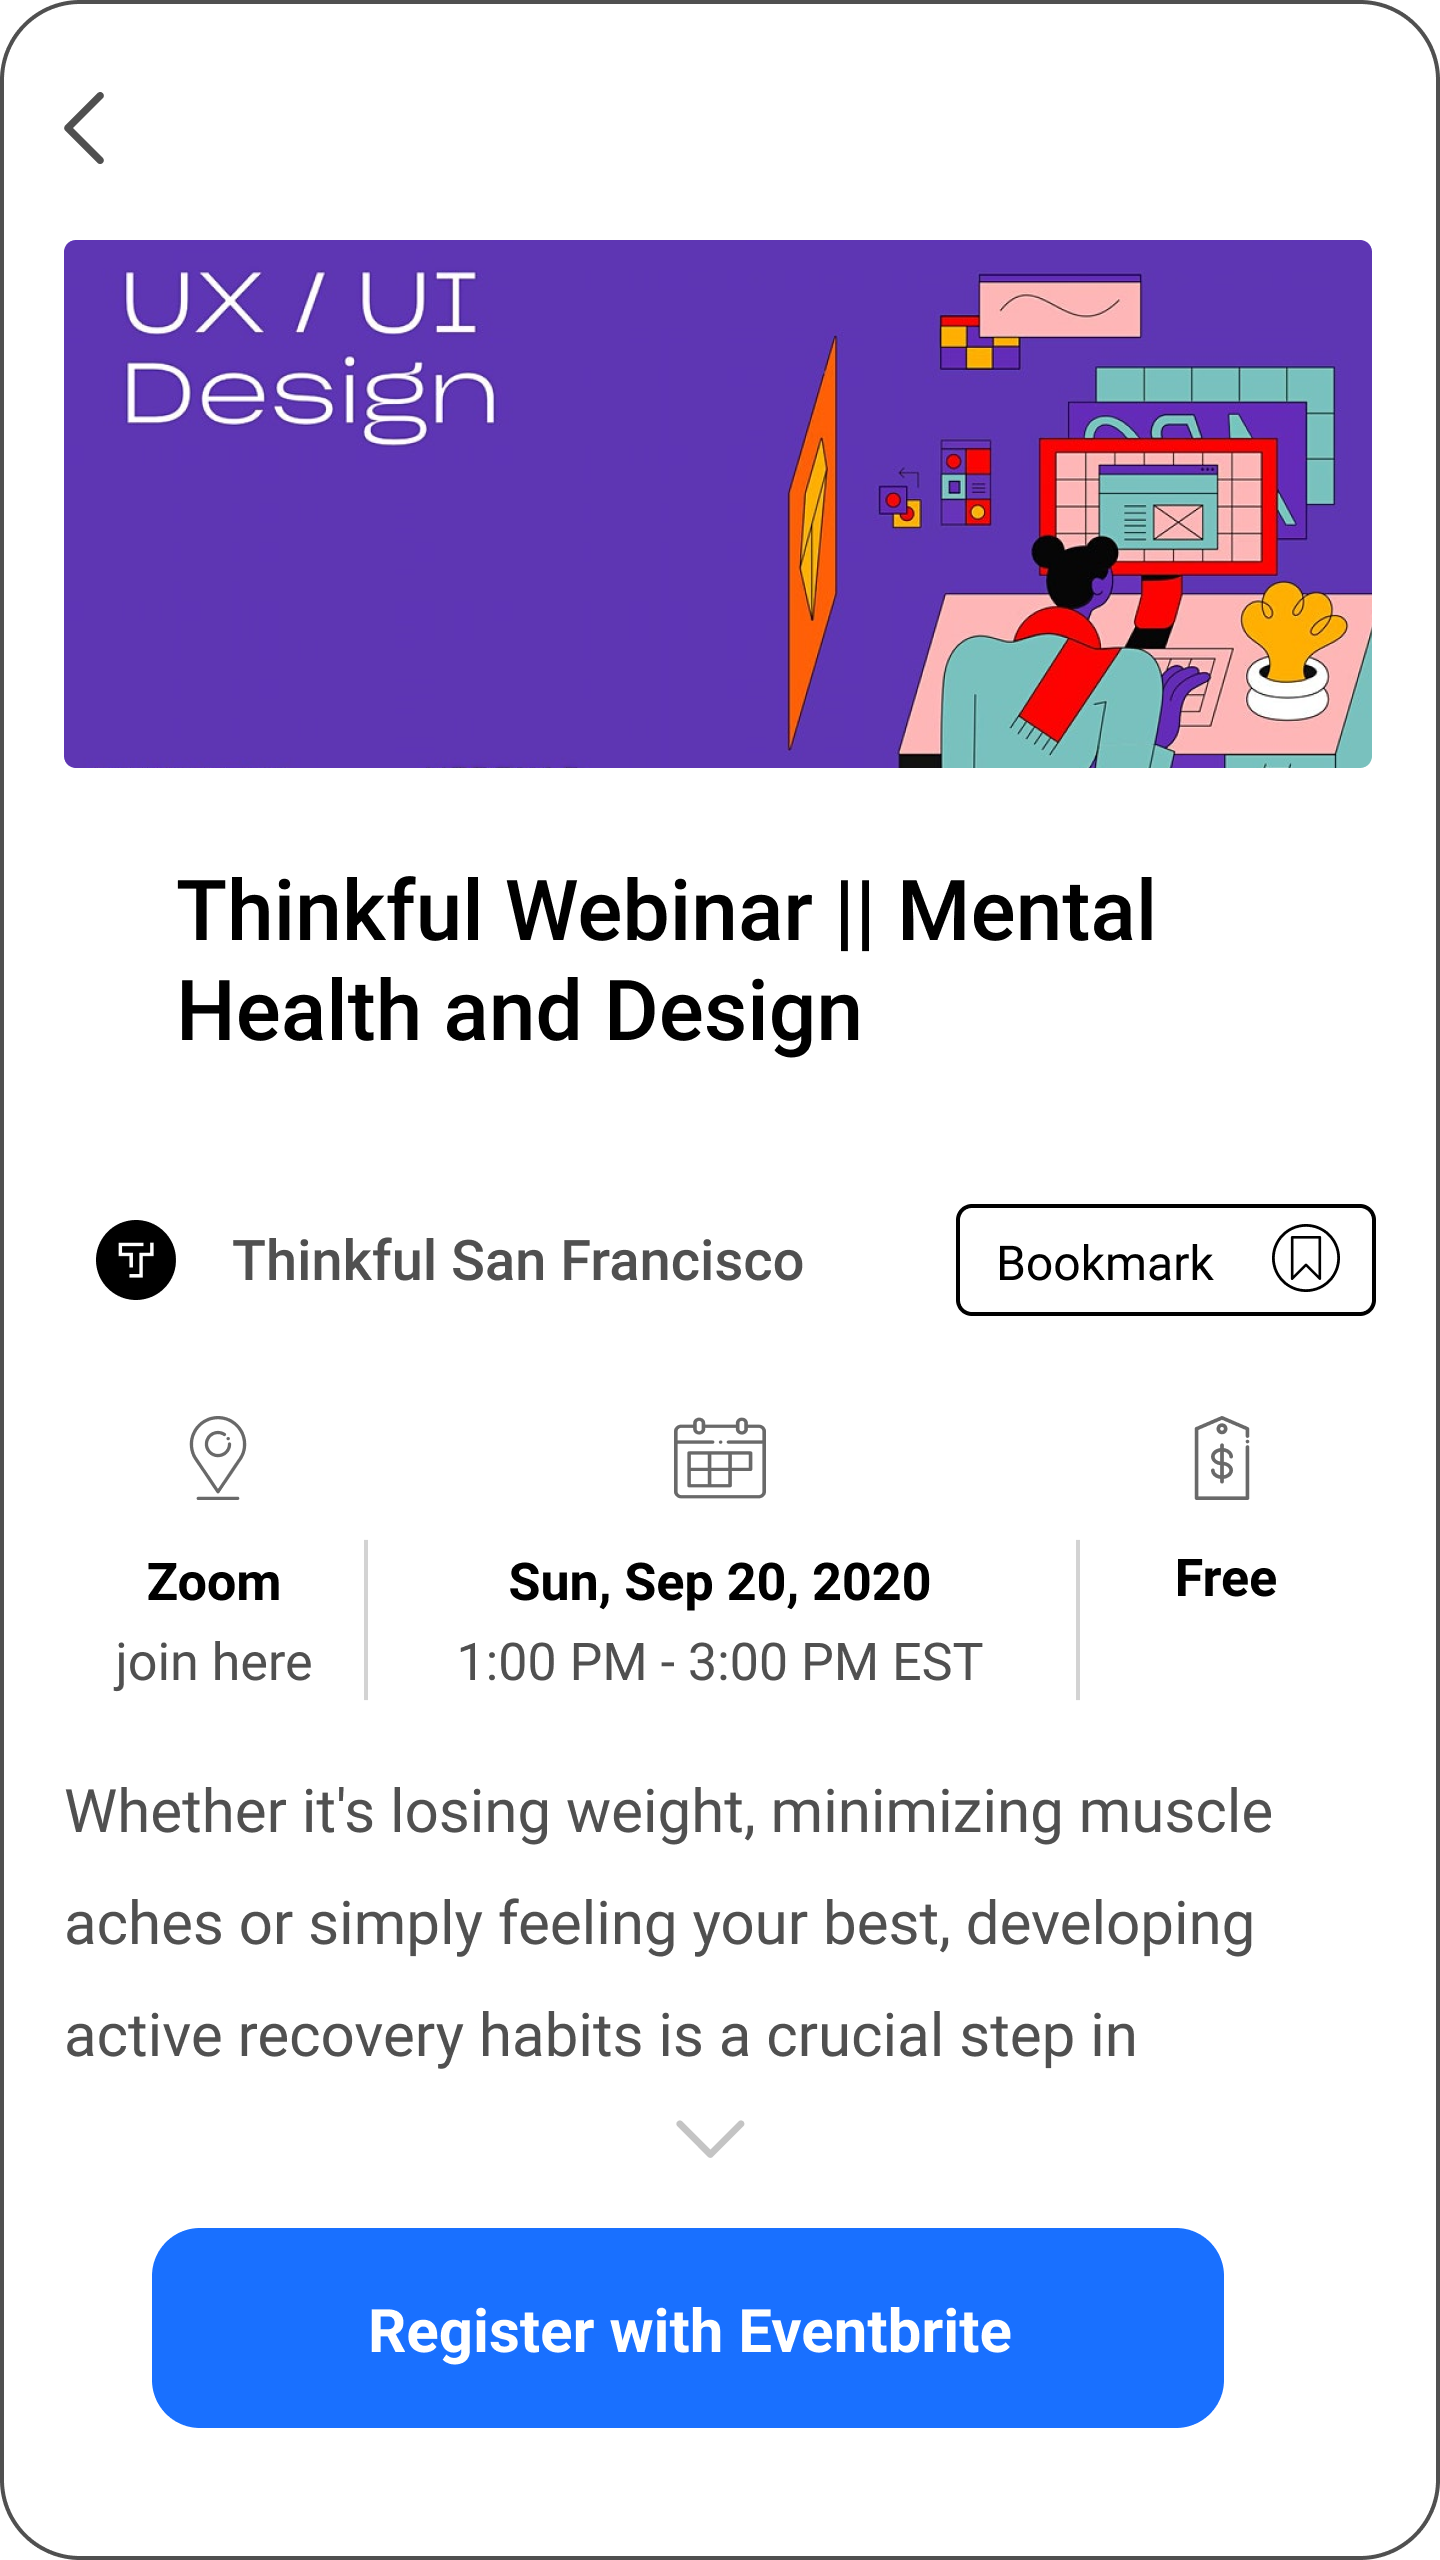 UX / UI
Design
Thinkful Webinar || Mental
Health and Design
Thinkful San Francisco
Bookmark
Zoom
join here
Sun, Sep 20, 2020
1:00 PM - 3:00 PM EST
Free
Whether it's losing weight, minimizing muscle
aches or simply feeling your best, developing
active recovery habits is a crucial step in
Register with Eventbrite